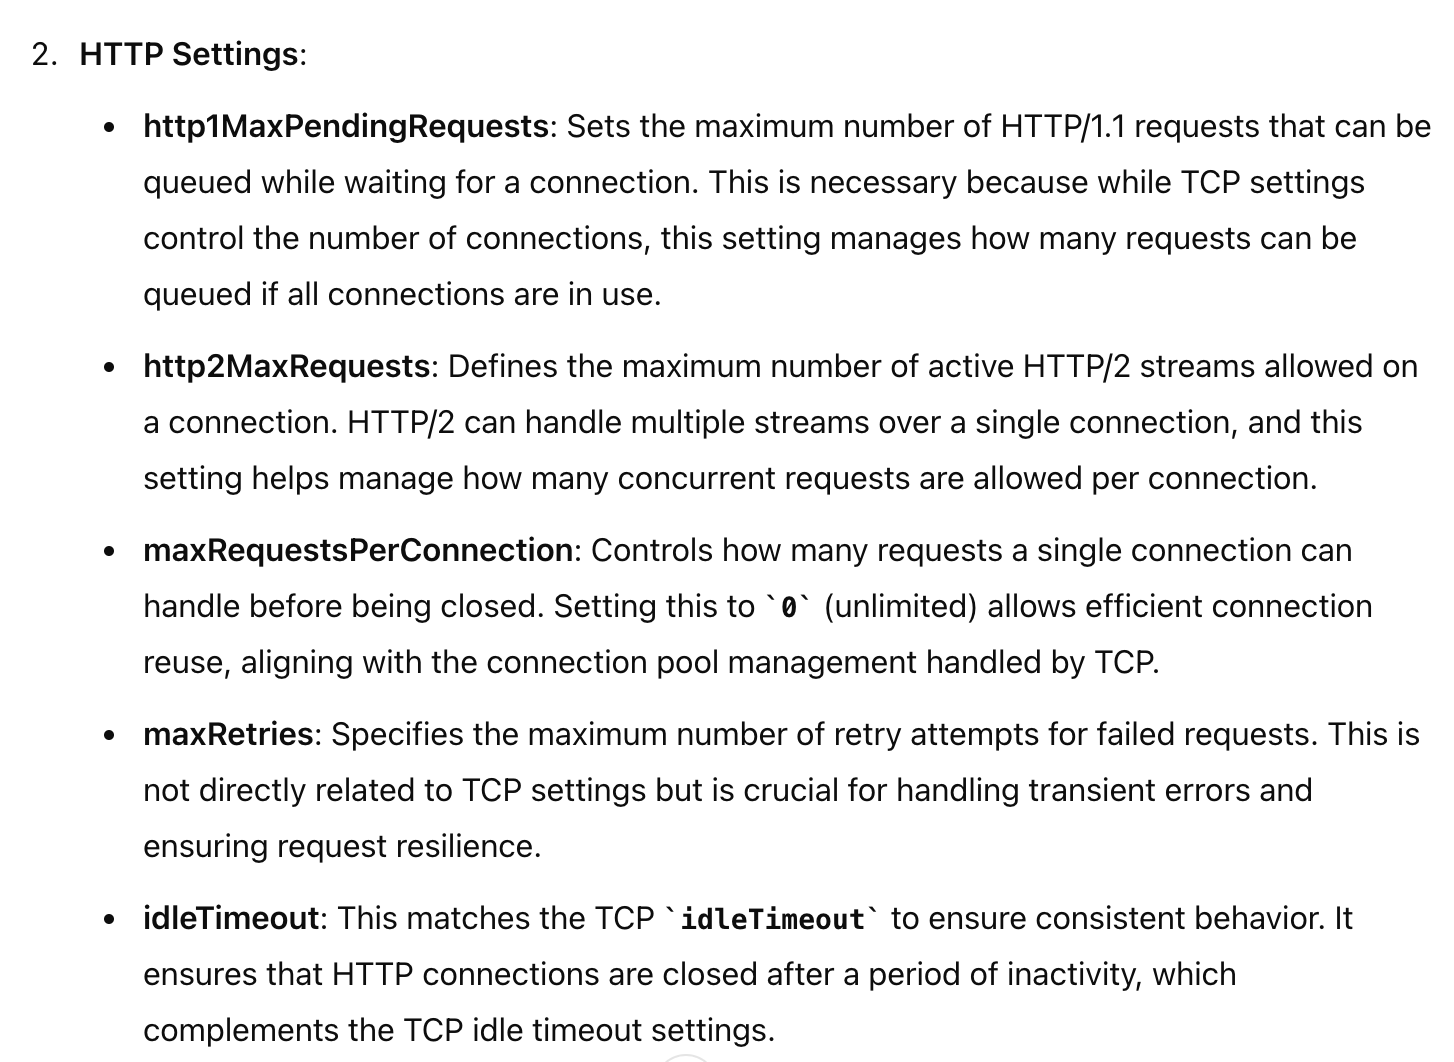 2. HTTP Settings:
• http1MaxPendingRequests: Sets the maximum number of HTTP/1.1 requests that can be
queued while waiting for a connection. This is necessary because while TCP settings
control the number of connections, this setting manages how many requests can be
queued if all connections are in use.
• http2MaxRequests: Defines the maximum number of active HTTP/2 streams allowed on
a connection. HTTP/2 can handle multiple streams over a single connection, and this
setting helps manage how many concurrent requests are allowed per connection.
• maxRequestsPerConnection: Controls how many requests a single connection can
handle before being closed. Setting this to `0` (unlimited) allows efficient connection
reuse, aligning with the connection pool management handled by TCP.
• maxRetries: Specifies the maximum number of retry attempts for failed requests. This is
not directly related to TCP settings but is crucial for handling transient errors and
ensuring request resilience.
• idleTimeout: This matches the TCP `idleTimeout` to ensure consistent behavior. It
ensures that HTTP connections are closed after a period of inactivity, which
complements the TCP idle timeout settings.